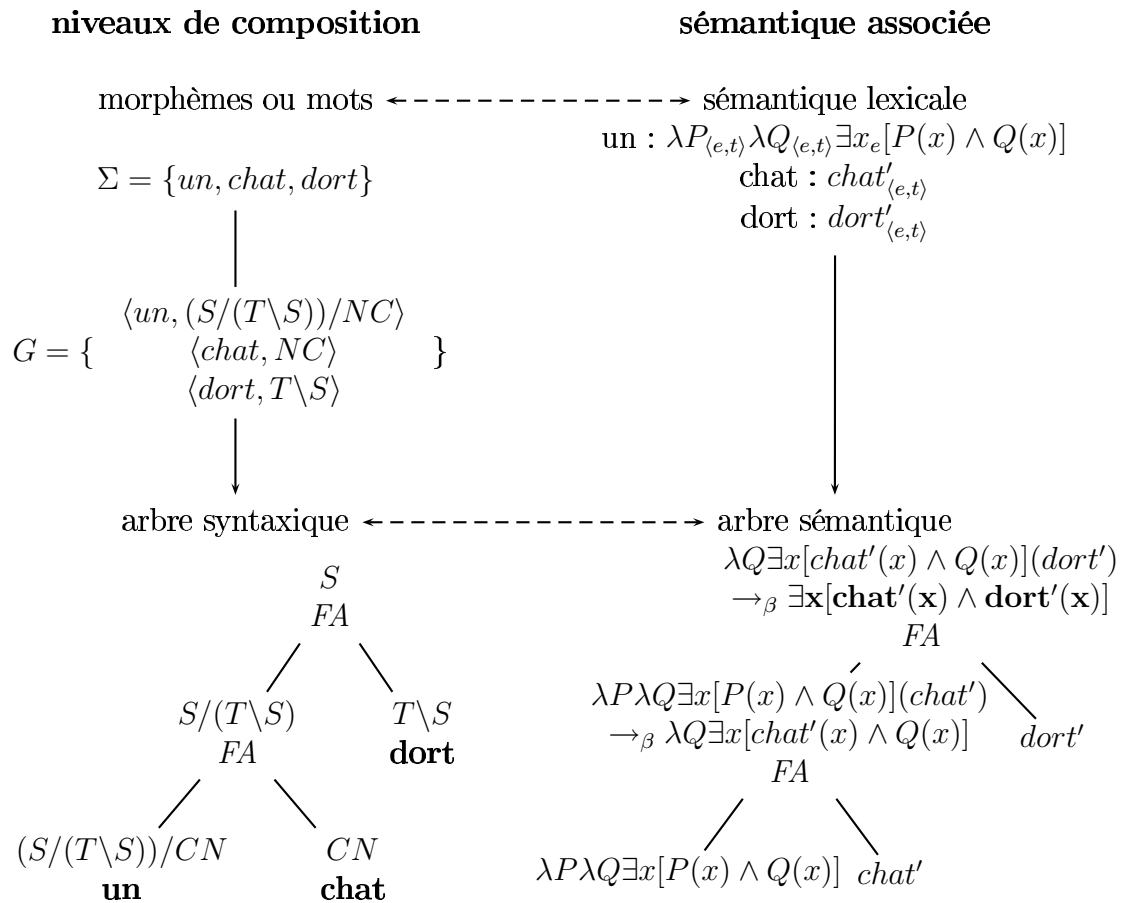 niveaux de composition
sémantique associée
morphèmes ou mots
sémantique lexicale
un : λP⟨e,t⟩λQ⟨e,t⟩∃xₑ[P(x) ∧ Q(x)]
Σ = {un, chat, dort}
chat : chat′⟨e,t⟩
dort : dort′⟨e,t⟩
⟨un, (S/(T\S))/NC⟩
G = { ⟨chat, NC⟩ }
⟨dort, T\S⟩
arbre syntaxique
arbre sémantique
S
FA
S/(T\S)
FA
T\S
dort
(S/(T\S))/CN
un
CN
chat
λQ∃x[chat′(x) ∧ Q(x)](dort′)
→β ∃x[chat′(x) ∧ dort′(x)]
FA
λPλQ∃x[P(x) ∧ Q(x)](chat′)
→β λQ∃x[chat′(x) ∧ Q(x)]
FA
dort′
λPλQ∃x[P(x) ∧ Q(x)]
chat′